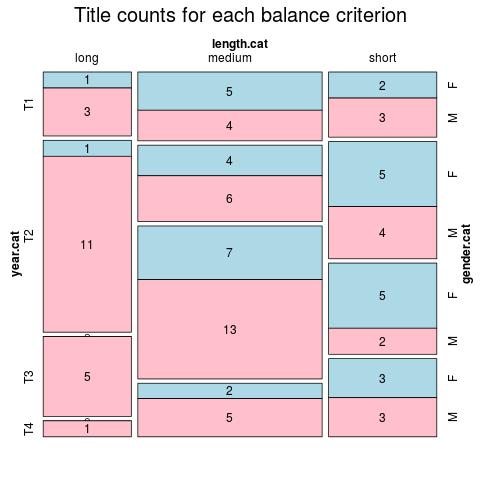 Title counts for each balance criterion
length.cat
long medium short
year.cat
gender.cat
T1
T2
T3
T4
F
M
F
M
F
M
F
M
1 5 2
3 4 3
1 4 5
11 6 4
0 7 5
5 13 2
0 2 3
1 5 3